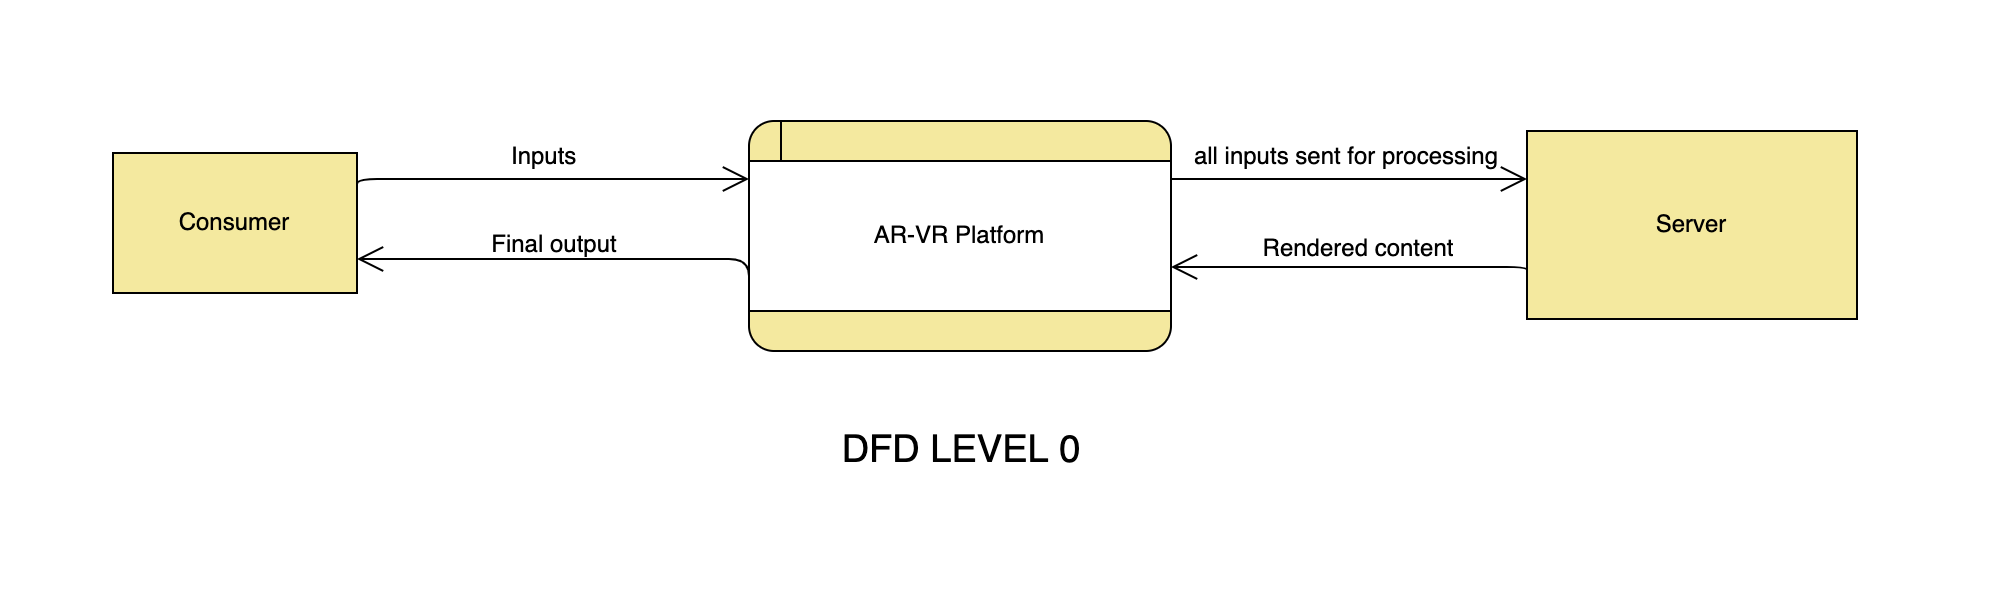 Inputs
all inputs sent for processing
Consumer
AR-VR Platform
Server
Final output
Rendered content
DFD LEVEL 0